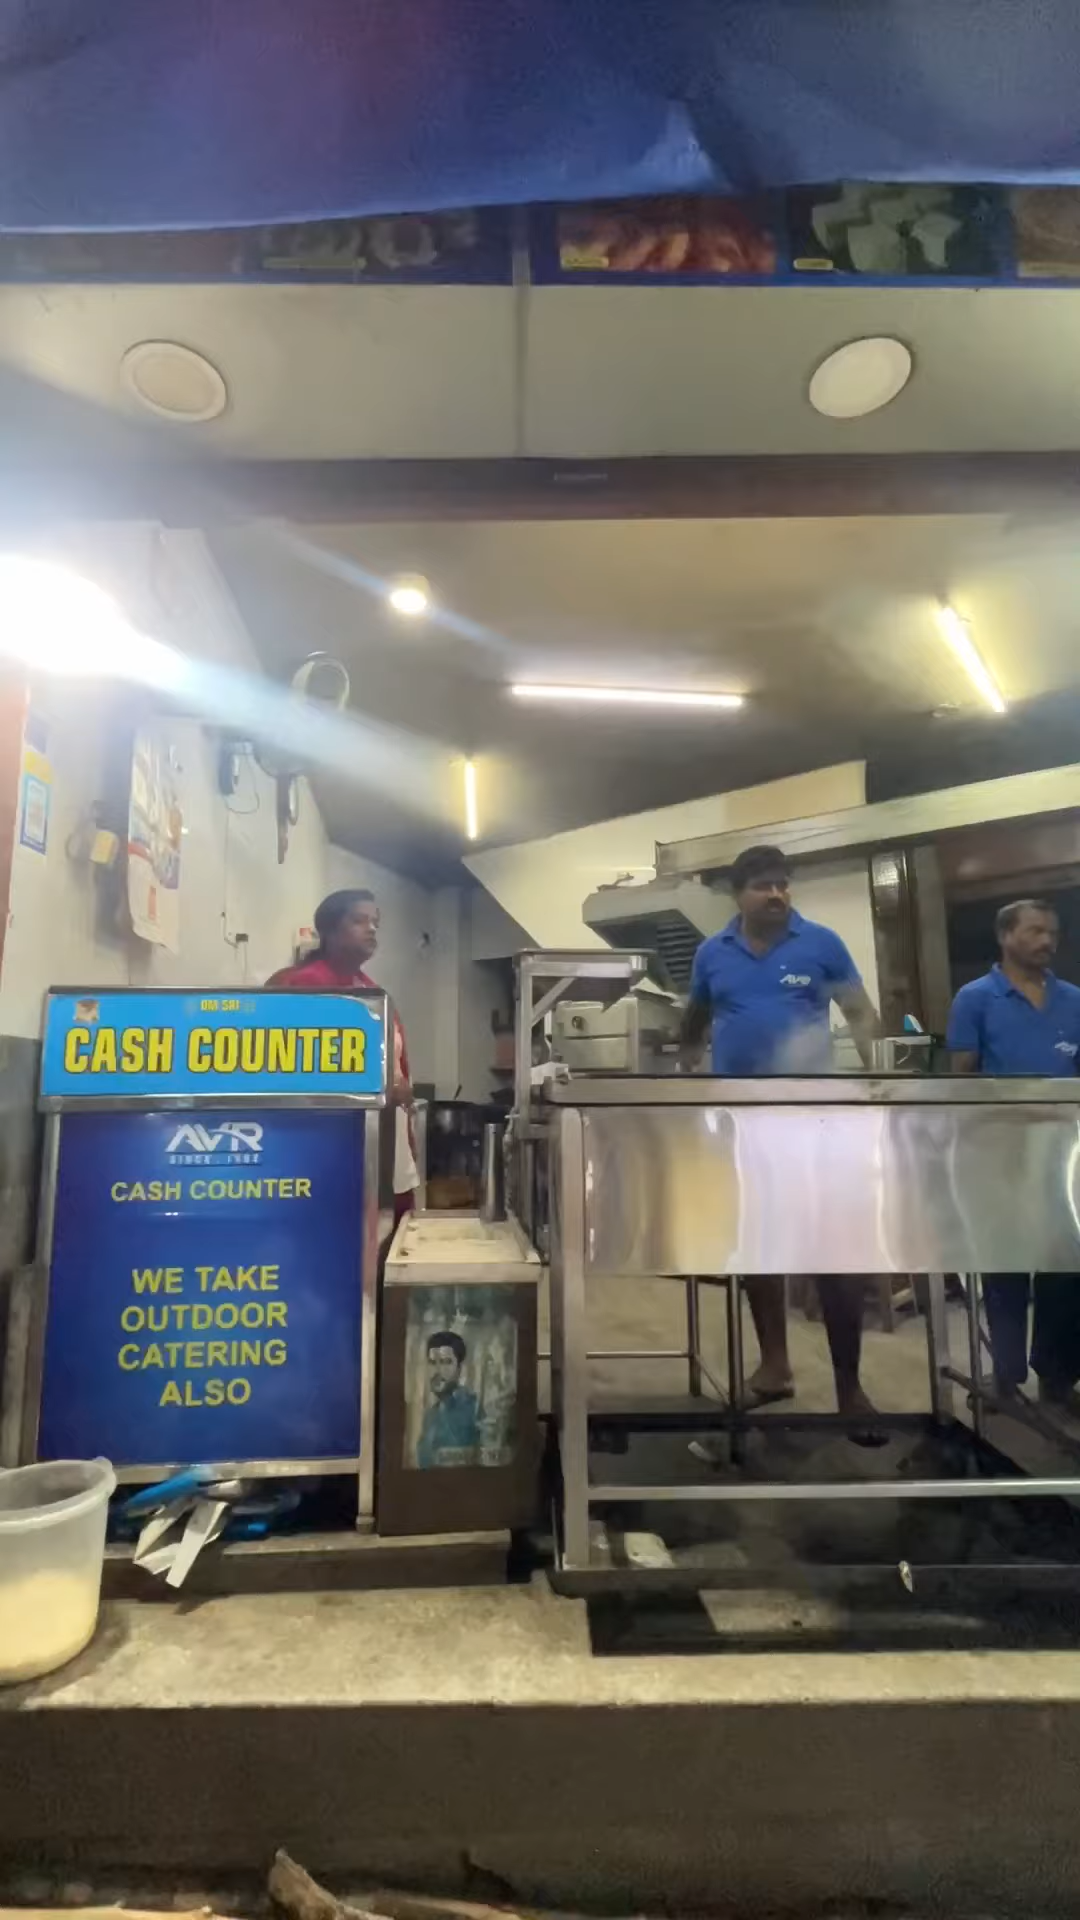 OM SRI
CASH COUNTER
AVR
CASH COUNTER
WE TAKE
OUTDOOR
CATERING
ALSO
AVR